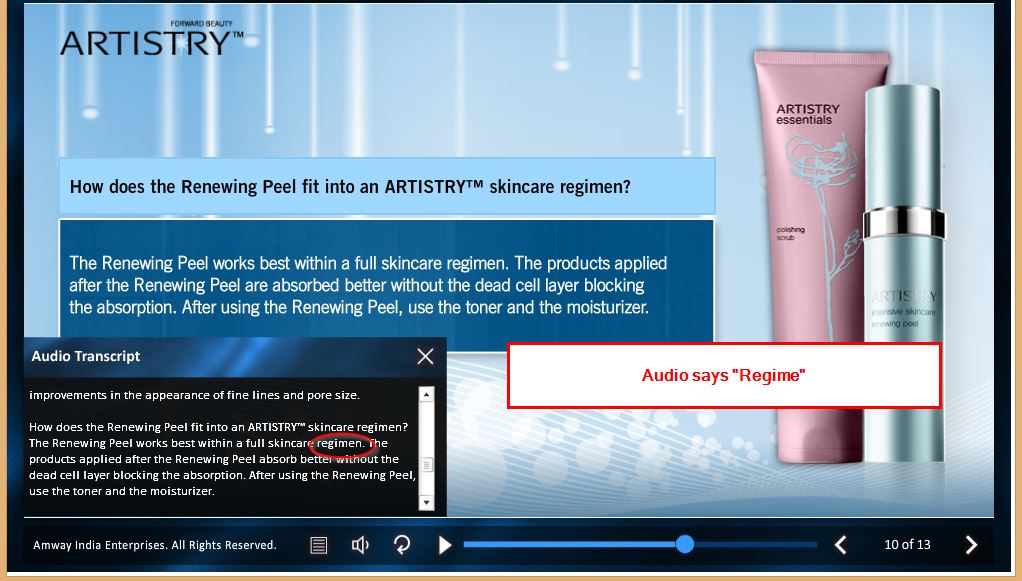 FORWARD BEAUTY
ARTISTRY™
How does the Renewing Peel fit into an ARTISTRY™ skincare regimen?
The Renewing Peel works best within a full skincare regimen. The products applied
after the Renewing Peel are absorbed better without the dead cell layer blocking
the absorption. After using the Renewing Peel, use the toner and the moisturizer.
ARTISTRY
essentials
polishing
scrub
ARTISTRY
intensive skincare
renewing peel
Audio says "Regime"
Audio Transcript
improvements in the appearance of fine lines and pore size.
How does the Renewing Peel fit into an ARTISTRY™ skincare regimen?
The Renewing Peel works best within a full skincare regimen. The
products applied after the Renewing Peel absorb better without the
dead cell layer blocking the absorption. After using the Renewing Peel,
use the toner and the moisturizer.
Amway India Enterprises. All Rights Reserved.
10 of 13